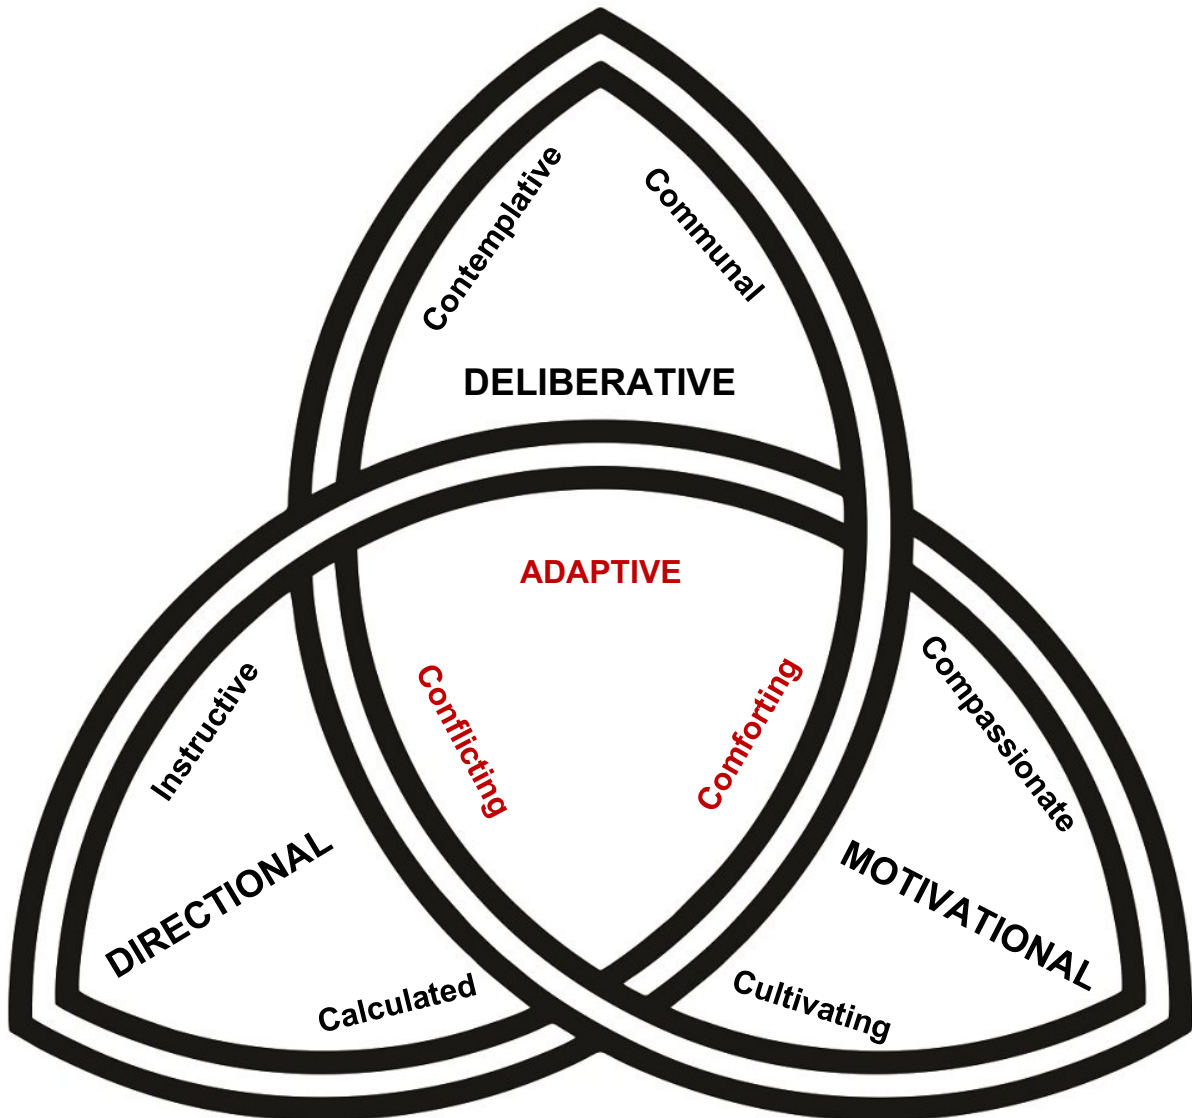 Contemplative
Communal
DELIBERATIVE
ADAPTIVE
Conflicting
Comforting
Instructive
DIRECTIONAL
Calculated
Compassionate
MOTIVATIONAL
Cultivating